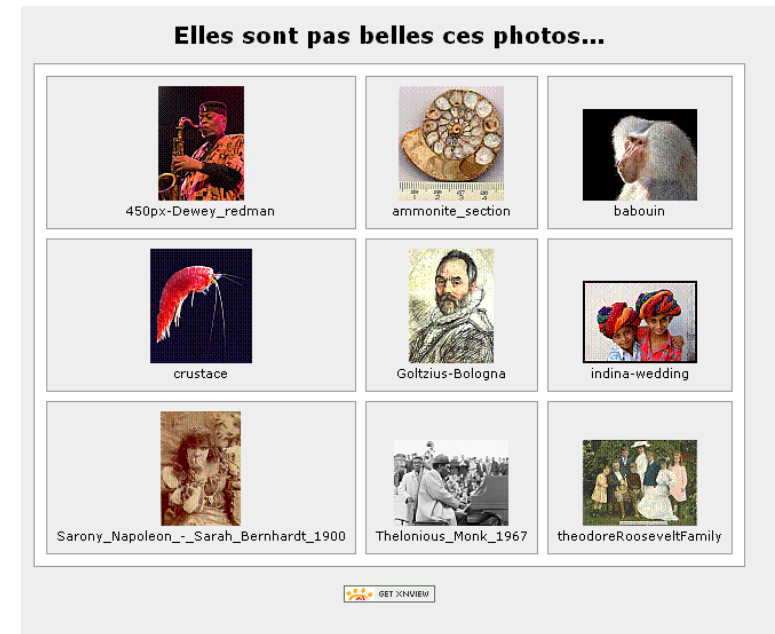 Elles sont pas belles ces photos...
450px-Dewey_redman
ammonite_section
babouin
crustace
Goltzius-Bologna
indina-wedding
Sarony_Napoleon_-_Sarah_Bernhardt_1900
Thelonious_Monk_1967
theodoreRooseveltFamily
GET XNVIEW